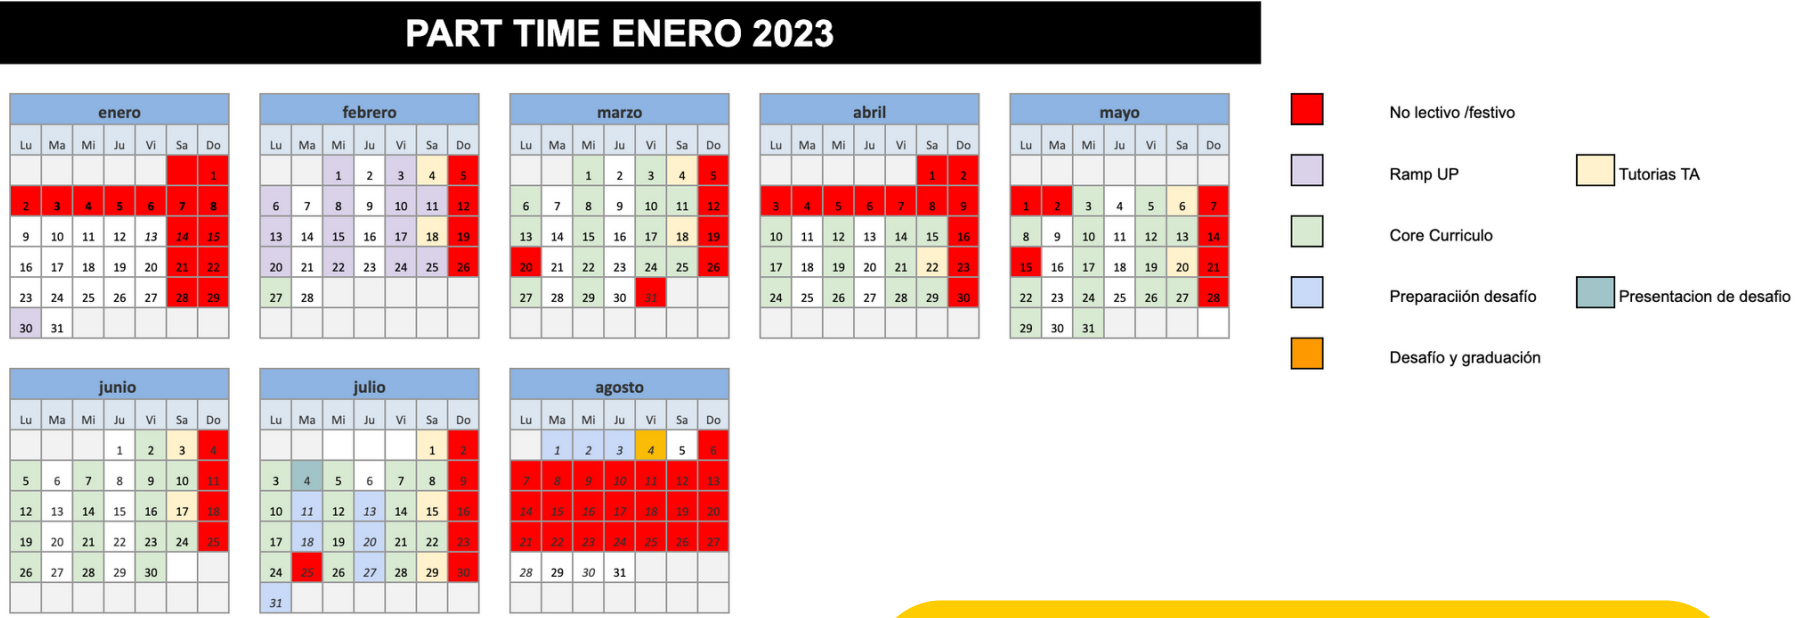 PART TIME ENERO 2023
enero febrero marzo abril mayo
Lu Ma Mi Ju Vi Sa Do Lu Ma Mi Ju Vi Sa Do Lu Ma Mi Ju Vi Sa Do Lu Ma Mi Ju Vi Sa Do Lu Ma Mi Ju Vi Sa Do
1 1 2 3 4 5 1 2 3 4 5 1 2
2 3 4 5 6 7 8 6 7 8 9 10 11 12 6 7 8 9 10 11 12 3 4 5 6 7 8 9 1 2 3 4 5 6 7
9 10 11 12 13 14 15 13 14 15 16 17 18 19 13 14 15 16 17 18 19 10 11 12 13 14 15 16 8 9 10 11 12 13 14
16 17 18 19 20 21 22 20 21 22 23 24 25 26 20 21 22 23 24 25 26 17 18 19 20 21 22 23 15 16 17 18 19 20 21
23 24 25 26 27 28 29 27 28 27 28 29 30 31 24 25 26 27 28 29 30 22 23 24 25 26 27 28
30 31 29 30 31
No lectivo /festivo
Ramp UP Tutorias TA
Core Curriculo
Preparaciión desafío Presentacion de desafio
Desafío y graduación
junio julio agosto
Lu Ma Mi Ju Vi Sa Do Lu Ma Mi Ju Vi Sa Do Lu Ma Mi Ju Vi Sa Do
1 2 3 4 1 2 1 2 3 4 5 6
5 6 7 8 9 10 11 3 4 5 6 7 8 9 7 8 9 10 11 12 13
12 13 14 15 16 17 18 10 11 12 13 14 15 16 14 15 16 17 18 19 20
19 20 21 22 23 24 25 17 18 19 20 21 22 23 21 22 23 24 25 26 27
26 27 28 29 30 24 25 26 27 28 29 30 28 29 30 31
31